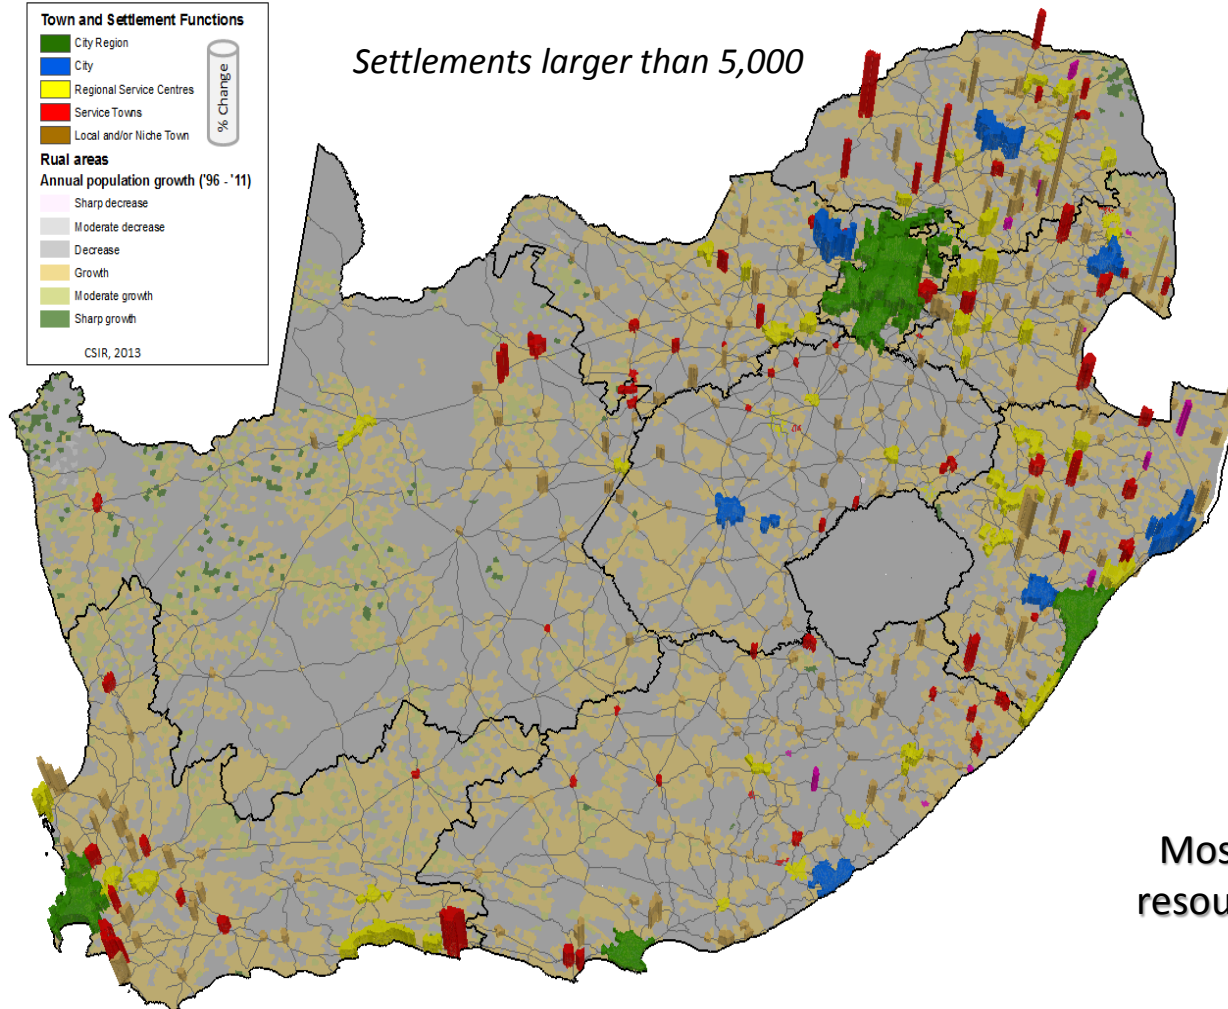 Town and Settlement Functions
City Region
City
Regional Service Centres
Service Towns
Local and/or Niche Town
% Change
Rual areas
Annual population growth ('96 - '11)
Sharp decrease
Moderate decrease
Decrease
Growth
Moderate growth
Sharp growth
CSIR, 2013
Settlements larger than 5,000
Mos
resou